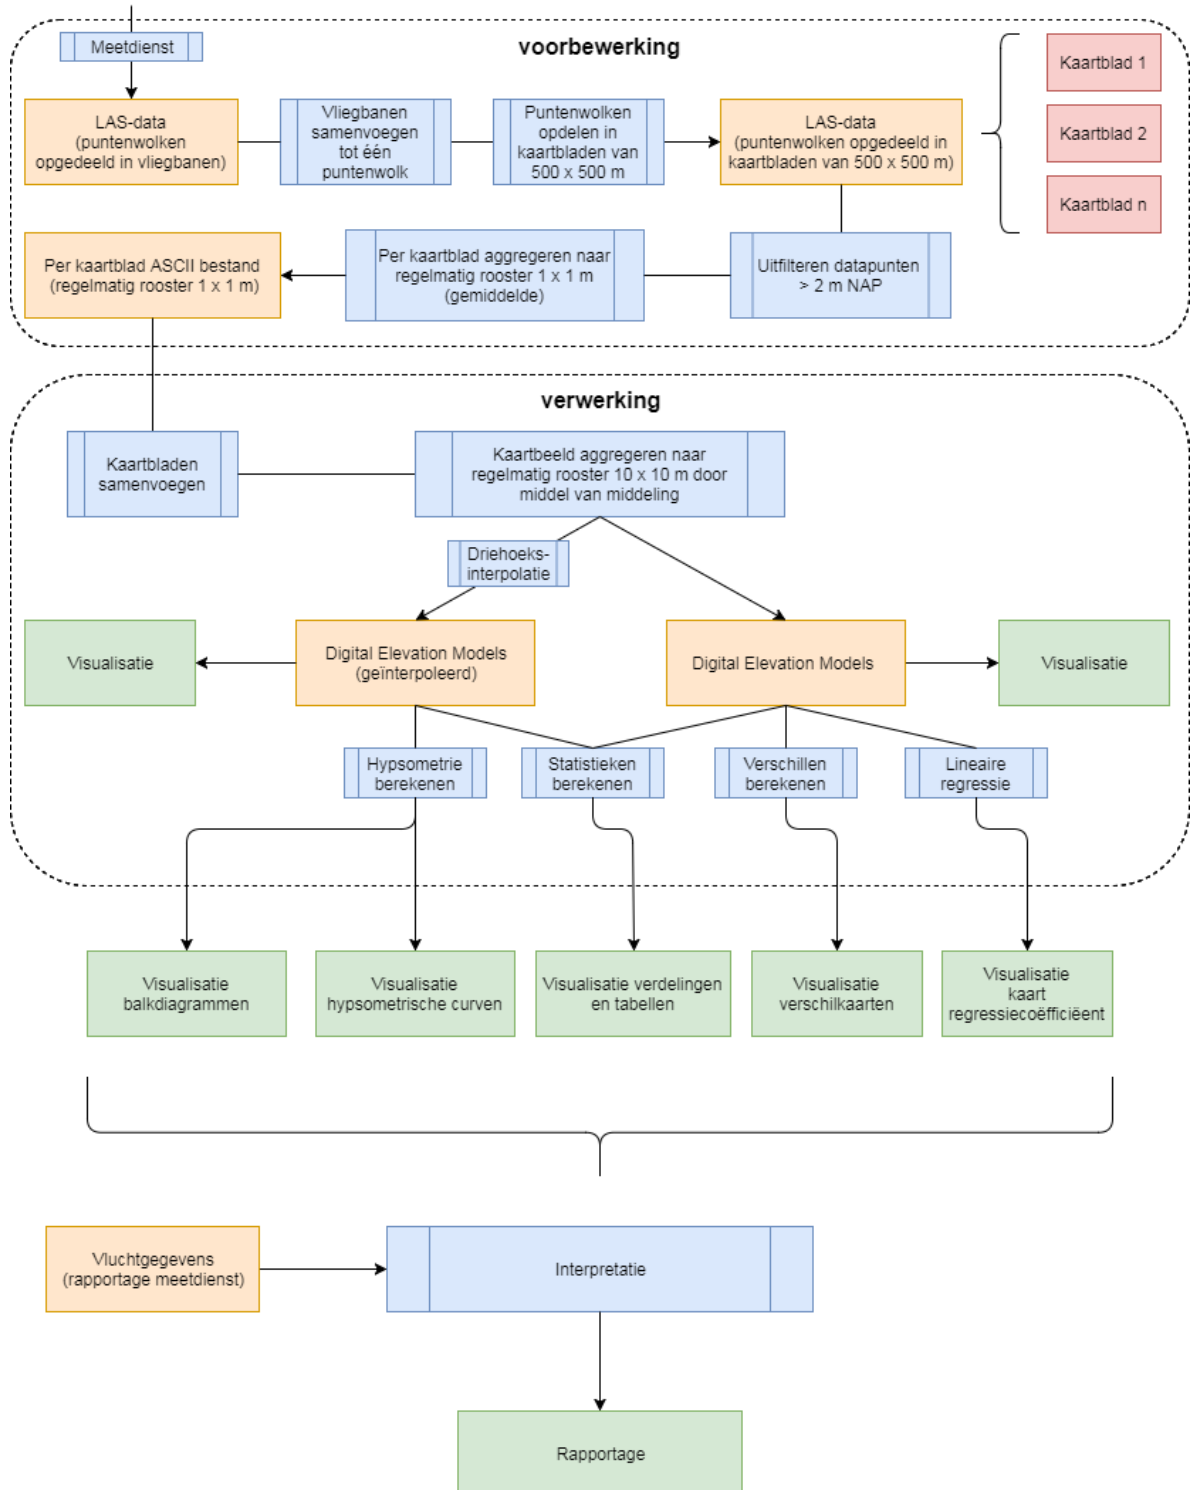 voorbewerking
Meetdienst
Kaartblad 1
Kaartblad 2
Kaartblad n
LAS-data
(puntenwolken
opgedeeld in vliegbanen)
Vliegbanen
samenvoegen
tot één
puntenwolk
Puntenwolken
opdelen in
kaartbladen van
500 x 500 m
LAS-data
(puntenwolken opgedeeld in
kaartbladen van 500 x 500 m)
Per kaartblad ASCII bestand
(regelmatig rooster 1 x 1 m)
Per kaartblad aggregeren naar
regelmatig rooster 1 x 1 m
(gemiddelde)
Uitfilteren datapunten
> 2 m NAP
verwerking
Kaartbladen
samenvoegen
Kaartbeeld aggregeren naar
regelmatig rooster 10 x 10 m door
middel van middeling
Driehoeks-
interpolatie
Visualisatie
Digital Elevation Models
(geïnterpoleerd)
Digital Elevation Models
Visualisatie
Hypsometrie
berekenen
Statistieken
berekenen
Verschillen
berekenen
Lineaire
regressie
Visualisatie
balkdiagrammen
Visualisatie
hypsometrische curven
Visualisatie verdelingen
en tabellen
Visualisatie
verschilkaarten
Visualisatie
kaart
regressiecoëfficiëent
Vluchtgegevens
(rapportage meetdienst)
Interpretatie
Rapportage